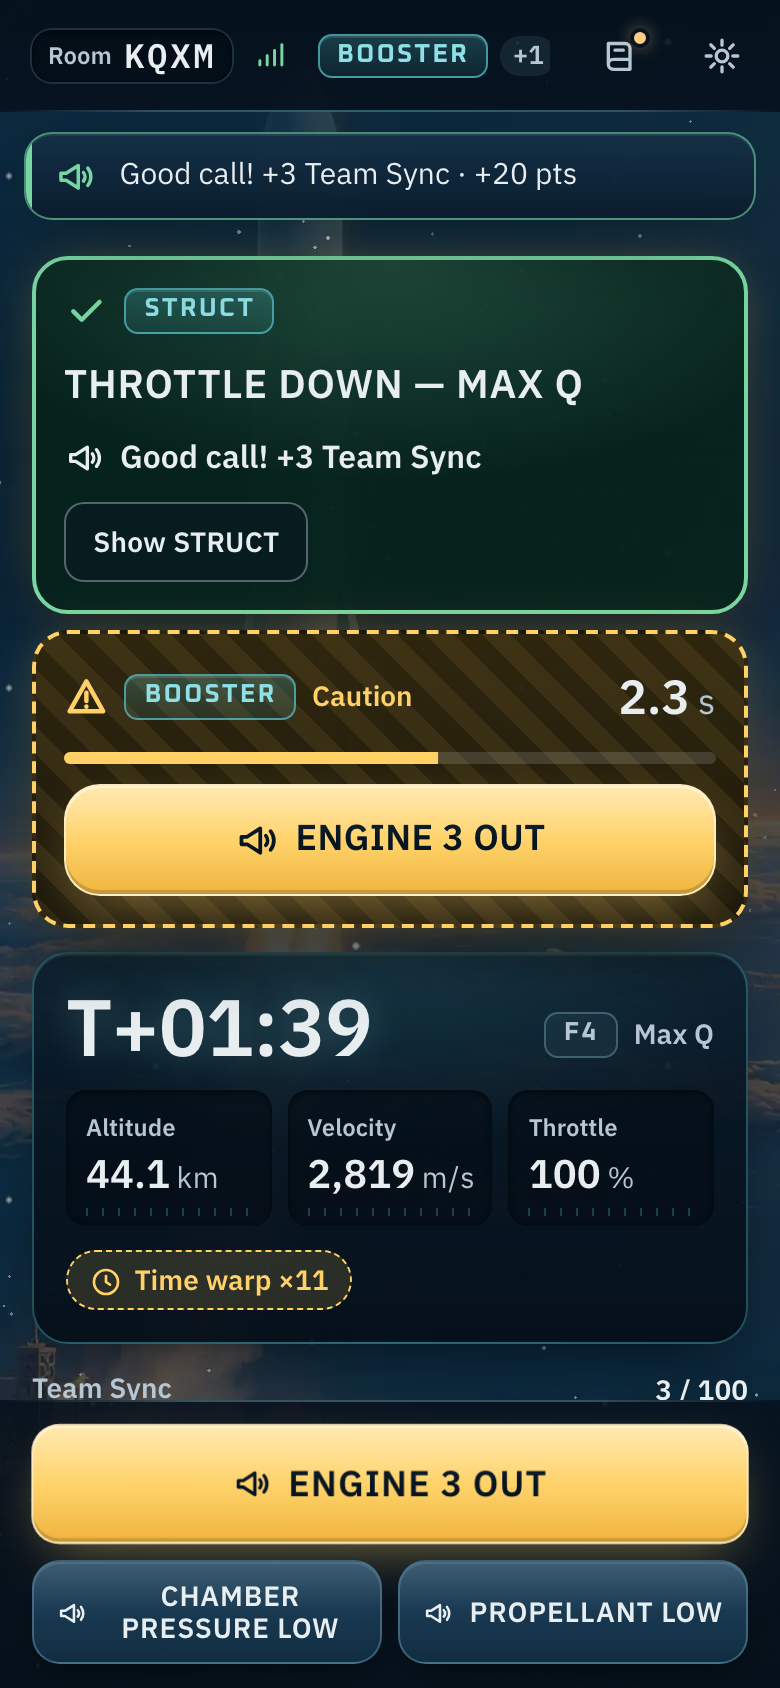 Room KQXM BOOSTER +1
Good call! +3 Team Sync · +20 pts
STRUCT
THROTTLE DOWN — MAX Q
Good call! +3 Team Sync
Show STRUCT
BOOSTER Caution 2.3 s
ENGINE 3 OUT
T+01:39 F4 Max Q
Altitude Velocity Throttle
44.1 km 2,819 m/s 100 %
Time warp ×11
Team Sync 3 / 100
ENGINE 3 OUT
CHAMBER
PRESSURE LOW
PROPELLANT LOW